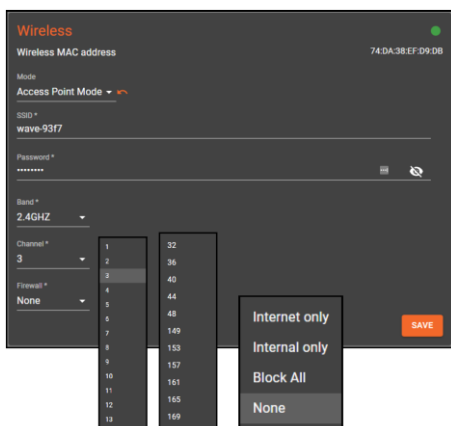 Wireless
Wireless MAC address 74:DA:38:EF:D9:DB
Mode
Access Point Mode
SSID *
wave-93f7
Password *
••••••••
Band *
2.4GHZ
Channel *
3
Firewall *
None
1
2
3
4
5
6
7
8
9
10
11
12
13
32
36
40
44
48
149
153
157
161
165
169
Internet only
Internal only
Block All
None
SAVE